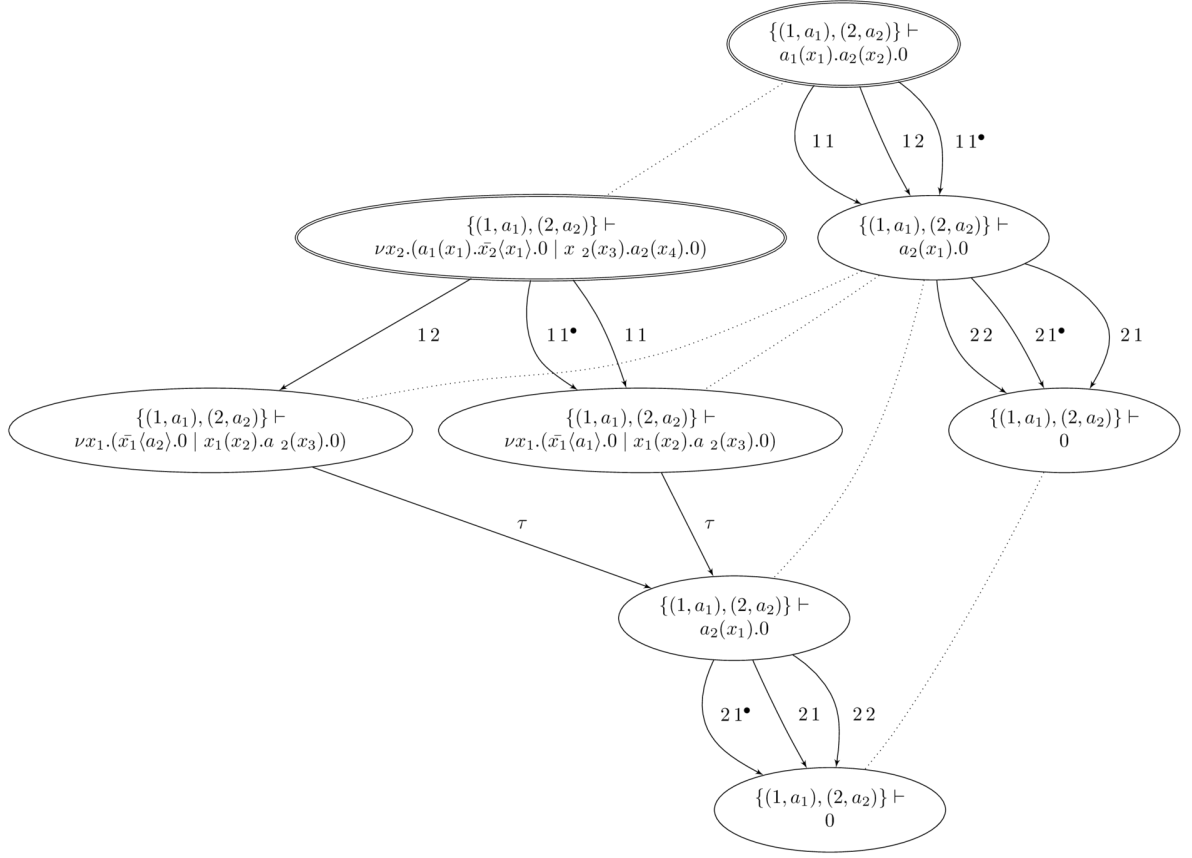 {(1, a₁), (2, a₂)} ⊢
a₁(x₁).a₂(x₂).0
1 1
1 2
1 1•
{(1, a₁), (2, a₂)} ⊢
νx₂.(a₁(x₁).x̄₂⟨x₁⟩.0 | x ₂(x₃).a₂(x₄).0)
{(1, a₁), (2, a₂)} ⊢
a₂(x₁).0
1 2
1 1•
1 1
2 2
2 1•
2 1
{(1, a₁), (2, a₂)} ⊢
νx₁.(x̄₁⟨a₂⟩.0 | x₁(x₂).a ₂(x₃).0)
{(1, a₁), (2, a₂)} ⊢
νx₁.(x̄₁⟨a₁⟩.0 | x₁(x₂).a ₂(x₃).0)
{(1, a₁), (2, a₂)} ⊢
0
τ
τ
{(1, a₁), (2, a₂)} ⊢
a₂(x₁).0
2 1•
2 1
2 2
{(1, a₁), (2, a₂)} ⊢
0